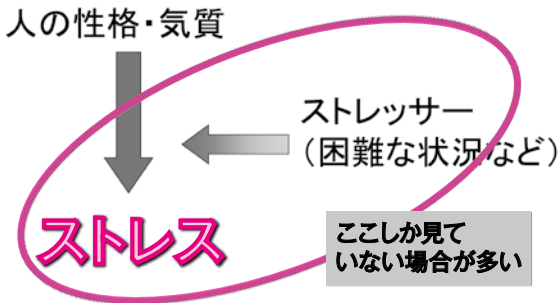 人の性格・気質
ストレッサー
（困難な状況など）
ストレス
ここしか見て
いない場合が多い